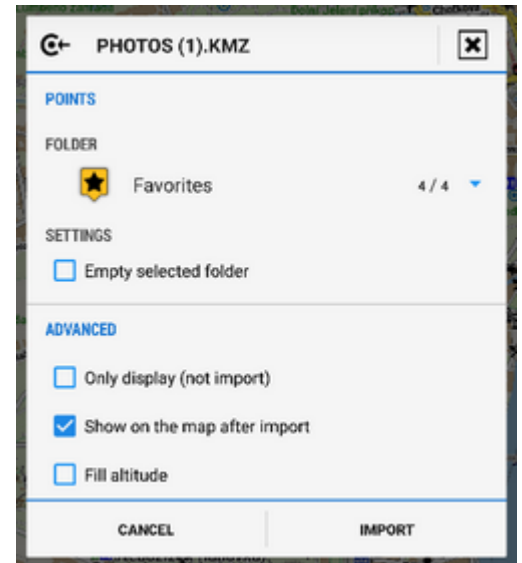 PHOTOS (1).KMZ
POINTS
FOLDER
Favorites 4 / 4
SETTINGS
Empty selected folder
ADVANCED
Only display (not import)
Show on the map after import
Fill altitude
CANCEL IMPORT